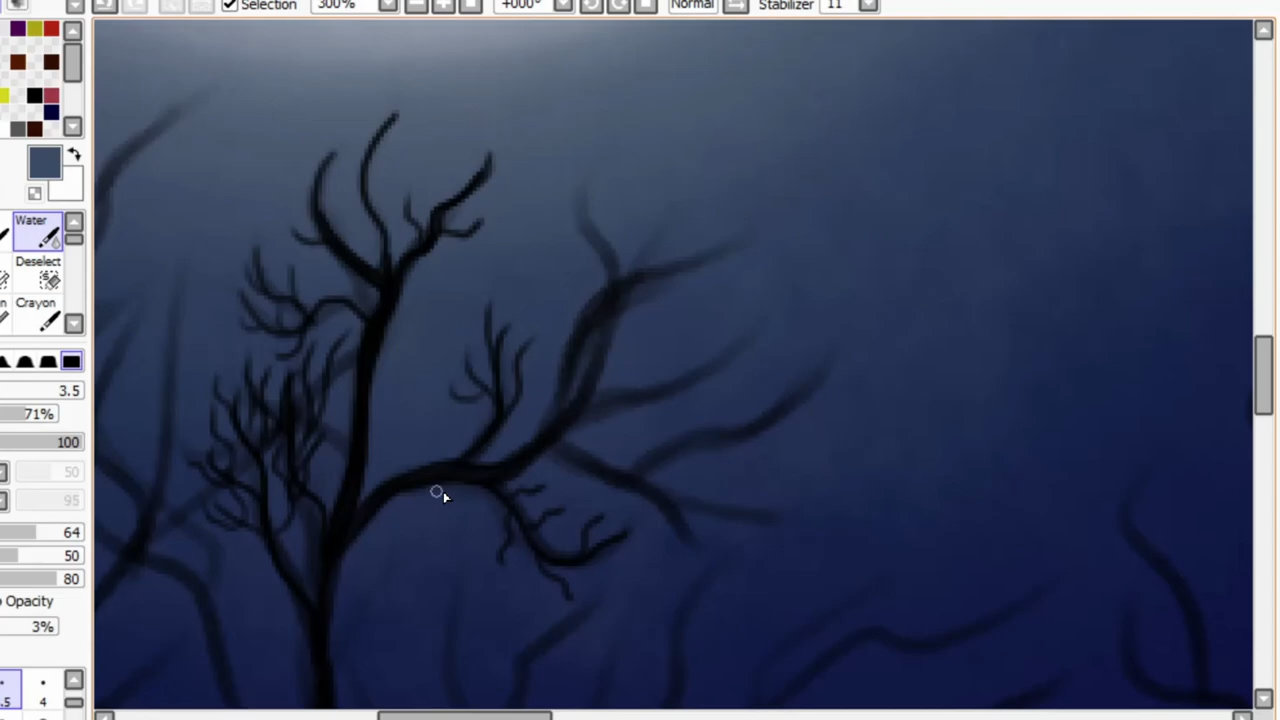 Selection 300% +000° Normal Stabilizer 11
Water
Deselect
Crayon
3.5
71%
100
50
95
64
50
80
Opacity
3%
4